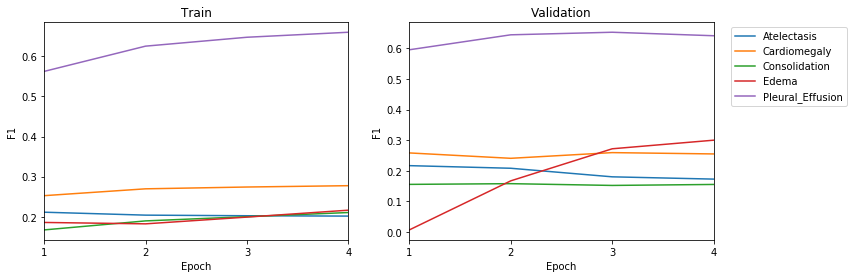 Train
0.6
0.5
0.4
0.3
0.2
F1
1
2
3
4
Epoch
Validation
0.6
0.5
0.4
0.3
0.2
0.1
0.0
F1
1
2
3
4
Epoch
Atelectasis
Cardiomegaly
Consolidation
Edema
Pleural_Effusion